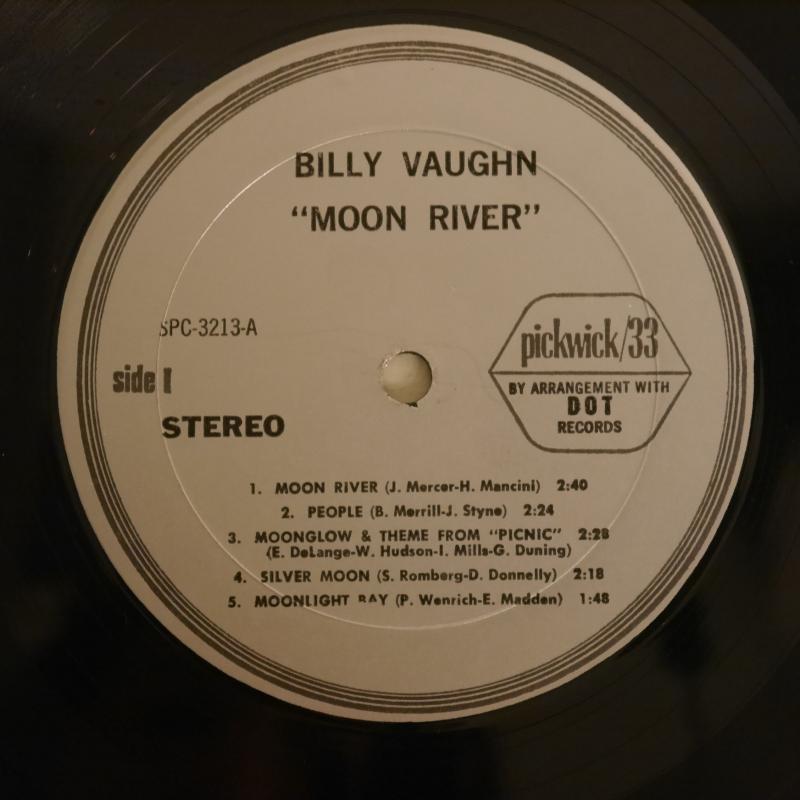 BILLY VAUGHN
"MOON RIVER"
SPC-3213-A
side 1
STEREO
pickwick/33
BY ARRANGEMENT WITH
DOT
RECORDS
1. MOON RIVER (J. Mercer-H. Mancini) 2:40
2. PEOPLE (B. Merrill-J. Styne) 2:24
3. MOONGLOW & THEME FROM "PICNIC" 2:28
(E. DeLange-W. Hudson-I. Mills-G. Duning)
4. SILVER MOON (S. Romberg-D. Donnelly) 2:18
5. MOONLIGHT BAY (P. Wenrich-E. Madden) 1:48